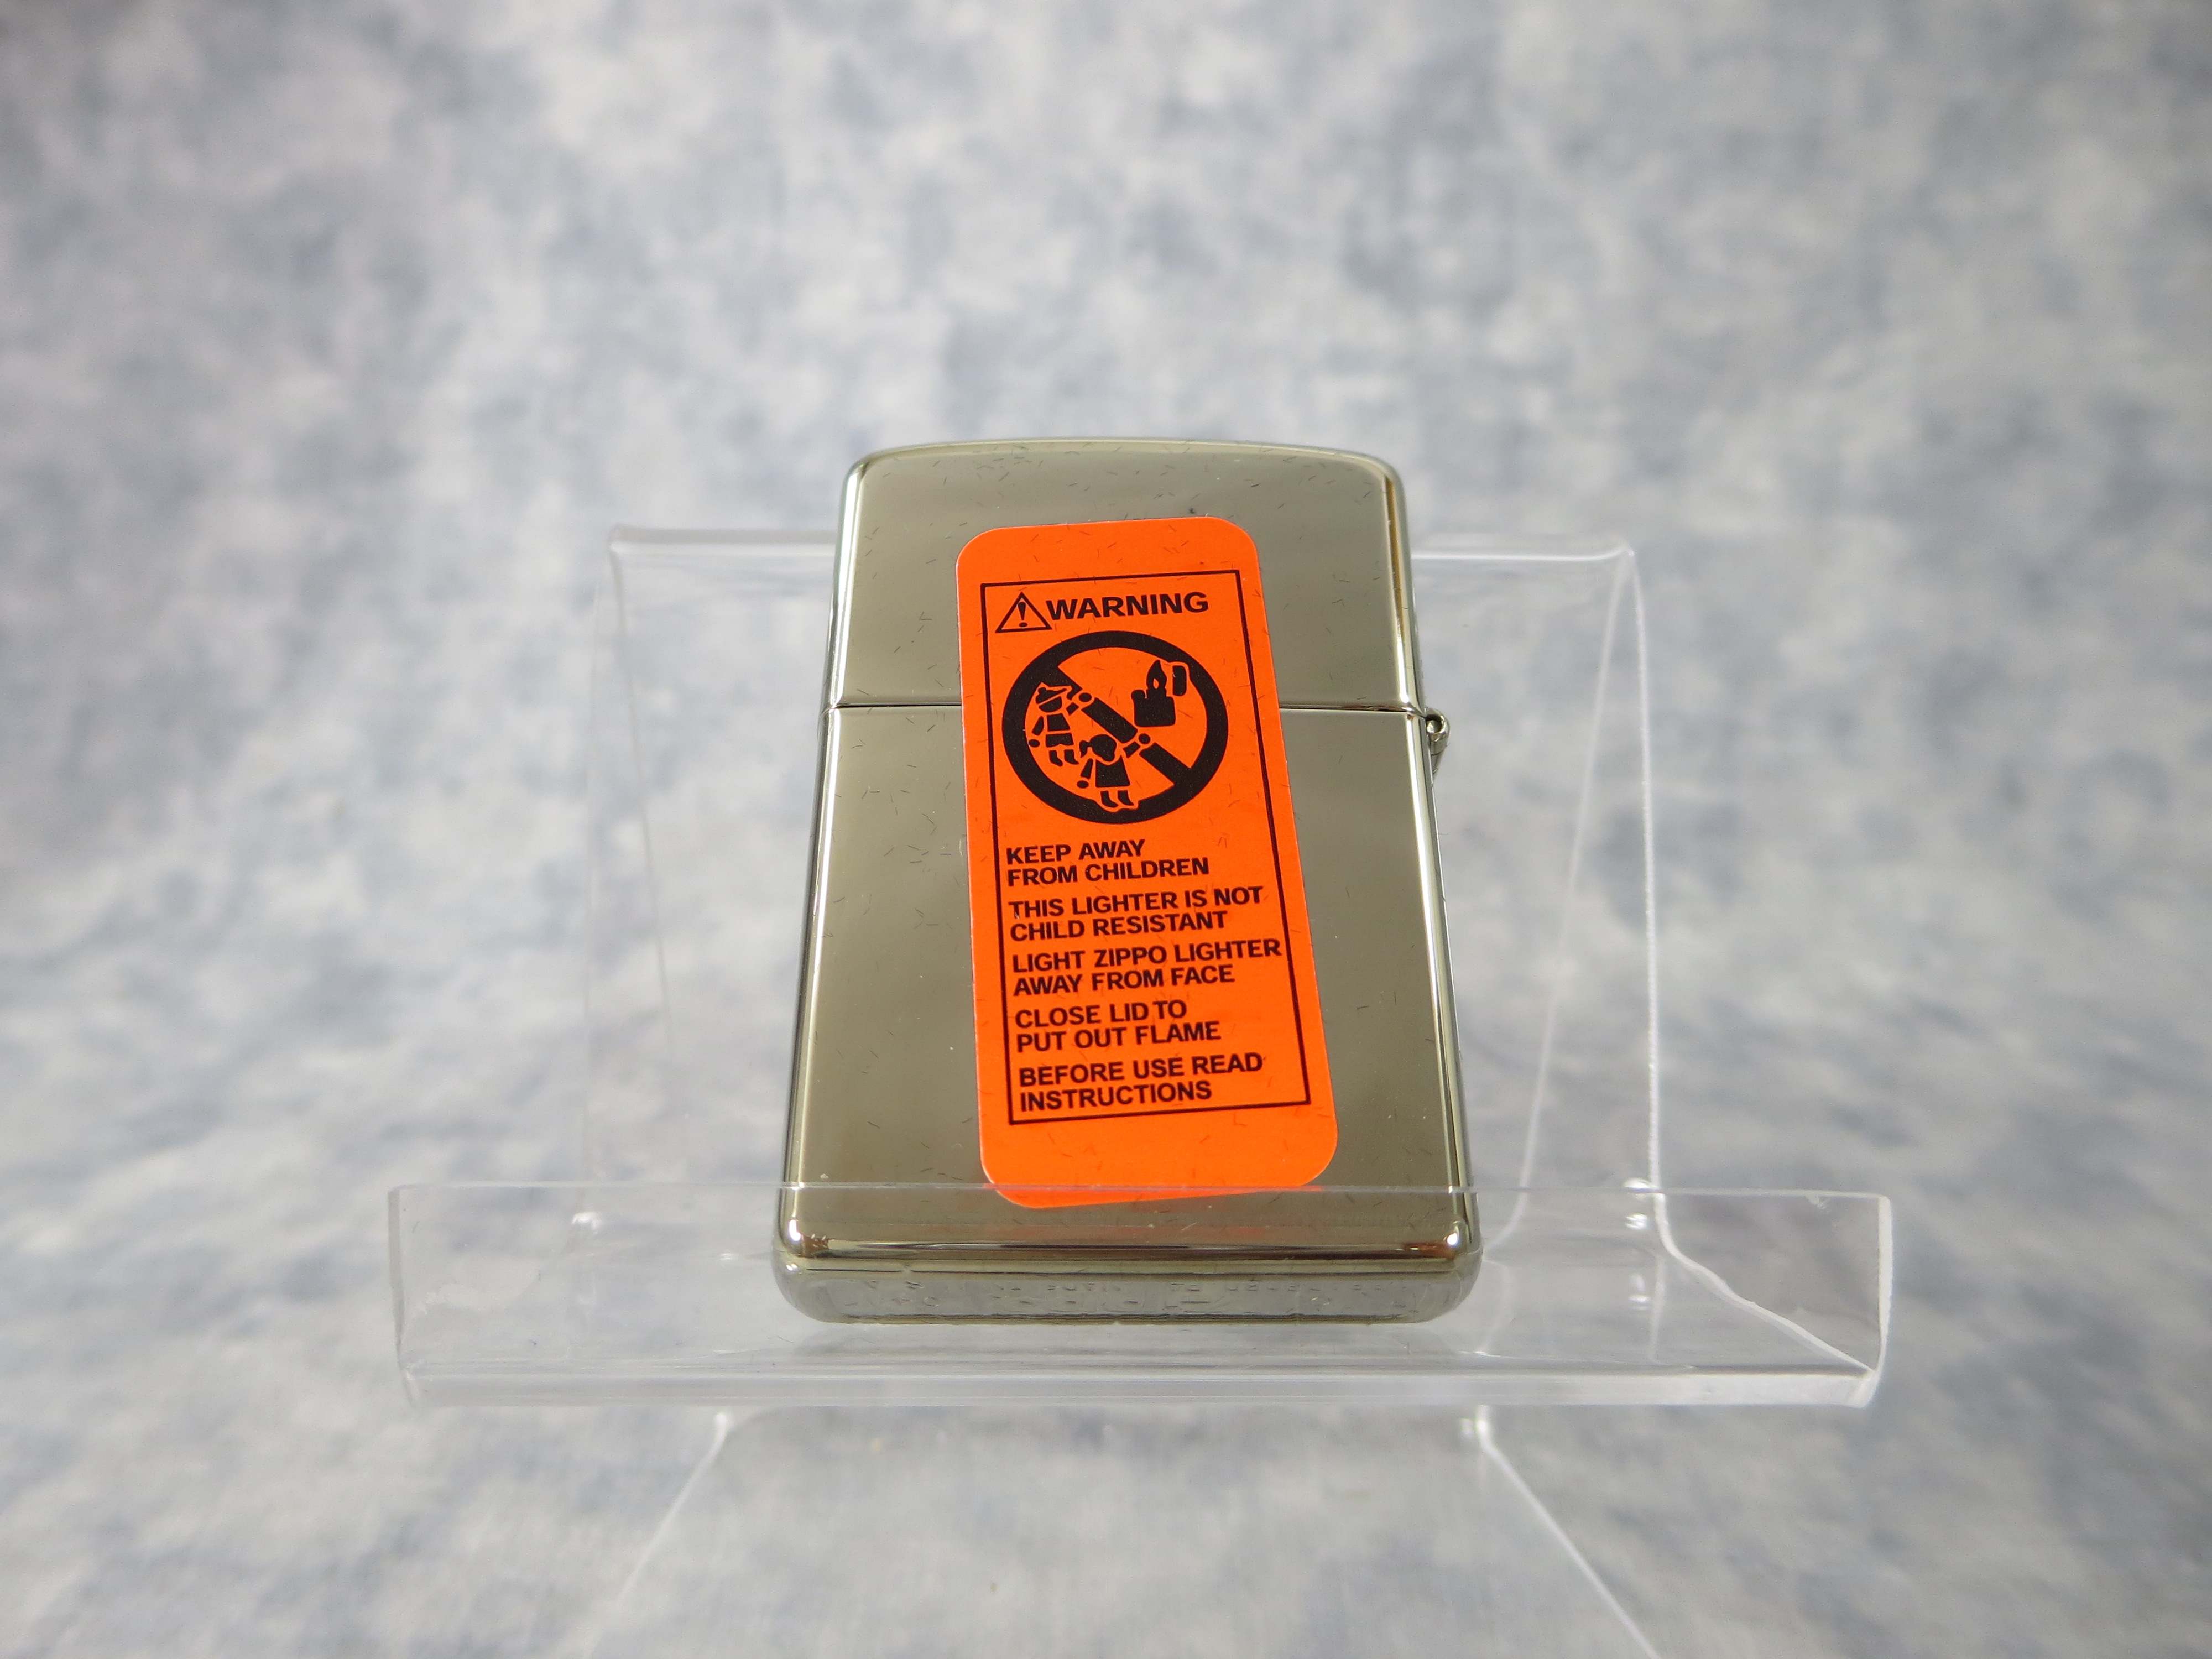 WARNING
KEEP AWAY
FROM CHILDREN
THIS LIGHTER IS NOT
CHILD RESISTANT
LIGHT ZIPPO LIGHTER
AWAY FROM FACE
CLOSE LID TO
PUT OUT FLAME
BEFORE USE READ
INSTRUCTIONS